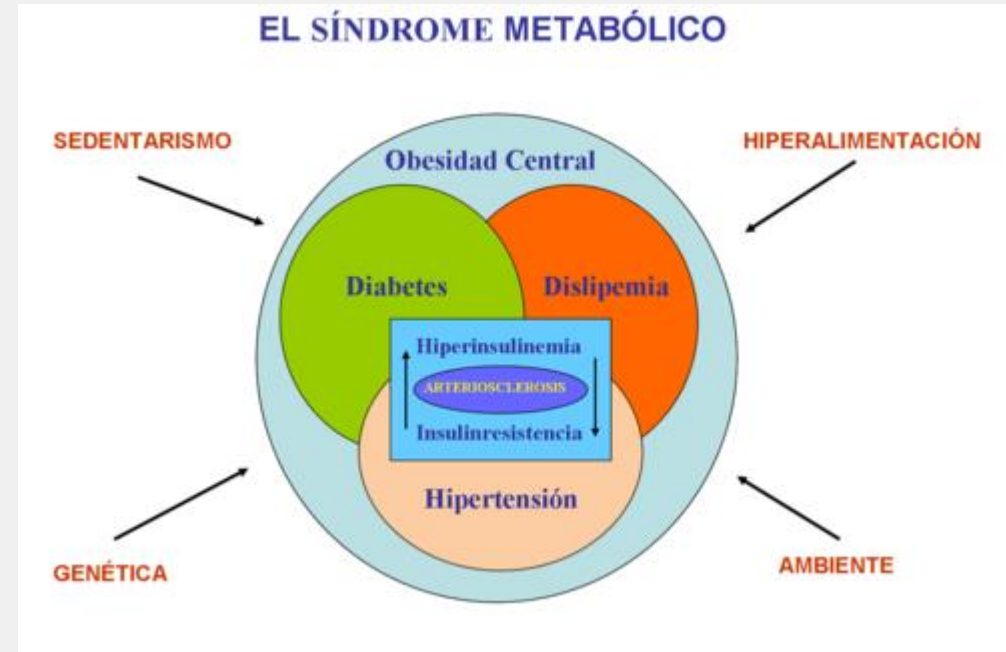 EL SÍNDROME METABÓLICO
SEDENTARISMO
HIPERALIMENTACIÓN
Obesidad Central
Diabetes
Dislipemia
Hiperinsulinemia
ARTERIOSCLEROSIS
Insulinresistencia
Hipertensión
GENÉTICA
AMBIENTE